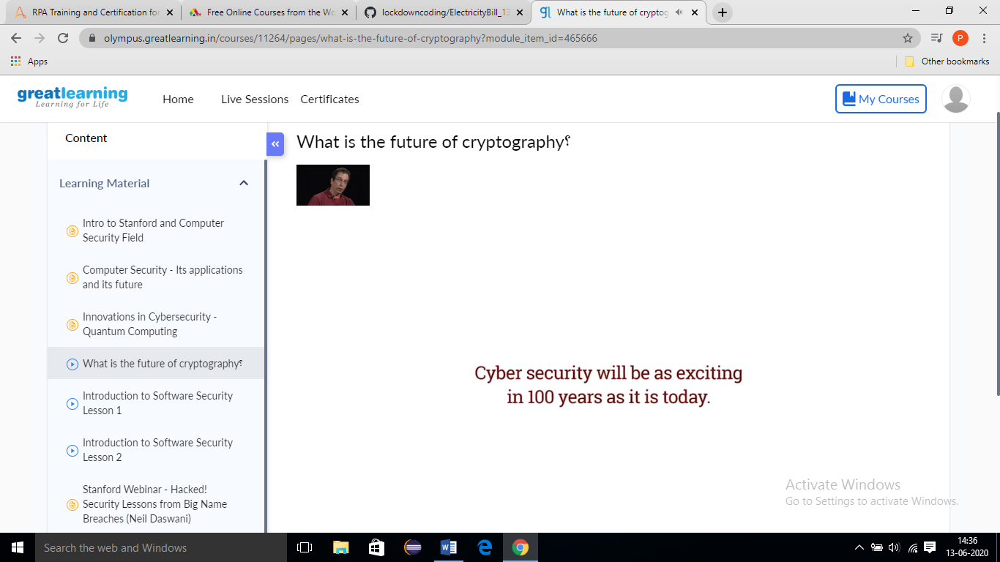 RPA Training and Certification for
Free Online Courses from the Wo
lockdowncoding/ElectricityBill_13
What is the future of cryptog
olympus.greatlearning.in/courses/11264/pages/what-is-the-future-of-cryptography?module_item_id=465666
P
Apps
Other bookmarks
greatlearning
Learning for Life
Home
Live Sessions
Certificates
My Courses
Content
Learning Material
Intro to Stanford and Computer
Security Field
Computer Security - Its applications
and its future
Innovations in Cybersecurity -
Quantum Computing
What is the future of cryptography؟
Introduction to Software Security
Lesson 1
Introduction to Software Security
Lesson 2
Stanford Webinar - Hacked!
Security Lessons from Big Name
Breaches (Neil Daswani)
What is the future of cryptography؟
Cyber security will be as exciting
in 100 years as it is today.
Activate Windows
Go to Settings to activate Windows.
Search the web and Windows
14:36
13-06-2020